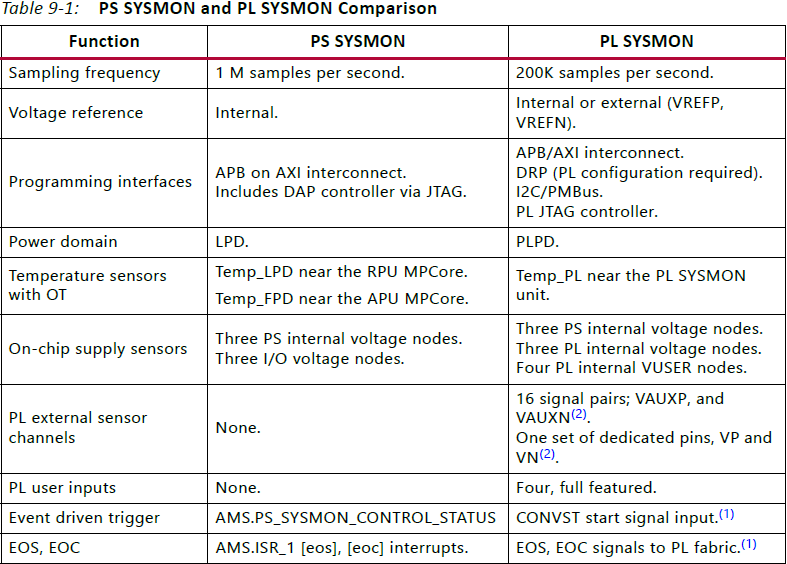 Table 9-1: PS SYSMON and PL SYSMON Comparison
Function PS SYSMON PL SYSMON
Sampling frequency 1 M samples per second. 200K samples per second.
Voltage reference Internal. Internal or external (VREFP,
VREFN).
Programming interfaces APB on AXI interconnect.
Includes DAP controller via JTAG.
APB/AXI interconnect.
DRP (PL configuration required).
I2C/PMBus.
PL JTAG controller.
Power domain LPD. PLPD.
Temperature sensors
with OT
Temp_LPD near the RPU MPCore.
Temp_FPD near the APU MPCore.
Temp_PL near the PL SYSMON
unit.
On-chip supply sensors
Three PS internal voltage nodes.
Three I/O voltage nodes.
Three PS internal voltage nodes.
Three PL internal voltage nodes.
Four PL internal VUSER nodes.
PL external sensor
channels
None.
16 signal pairs; VAUXP, and
VAUXN(2).
One set of dedicated pins, VP and
VN(2).
PL user inputs None. Four, full featured.
Event driven trigger AMS.PS_SYSMON_CONTROL_STATUS CONVST start signal input.(1)
EOS, EOC AMS.ISR_1 [eos], [eoc] interrupts. EOS, EOC signals to PL fabric.(1)